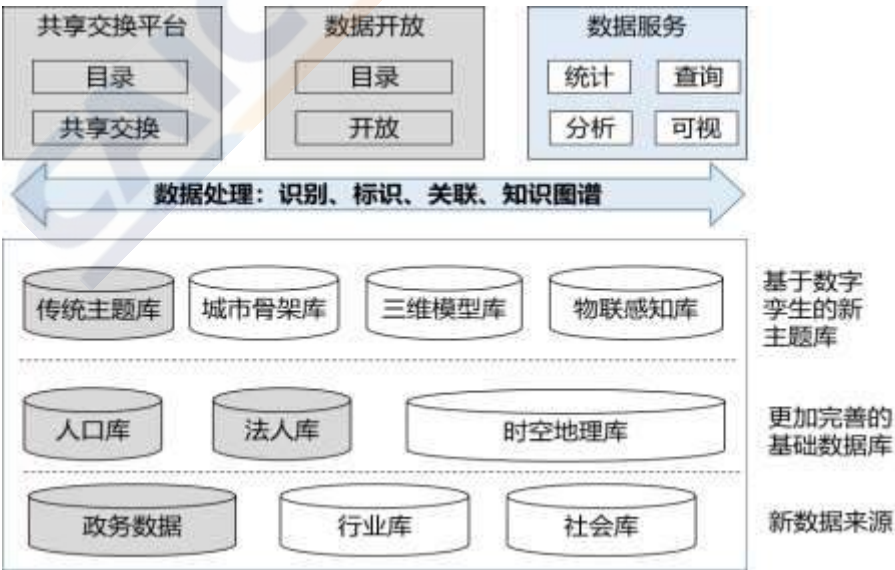 共享交换平台
数据开放
数据服务
目录
目录
统计
查询
共享交换
开放
分析
可视
数据处理：识别、标识、关联、知识图谱
传统主题库
城市骨架库
三维模型库
物联感知库
基于数字
孪生的新
主题库
人口库
法人库
时空地理库
更加完善的
基础数据库
政务数据
行业库
社会库
新数据来源
CAIC